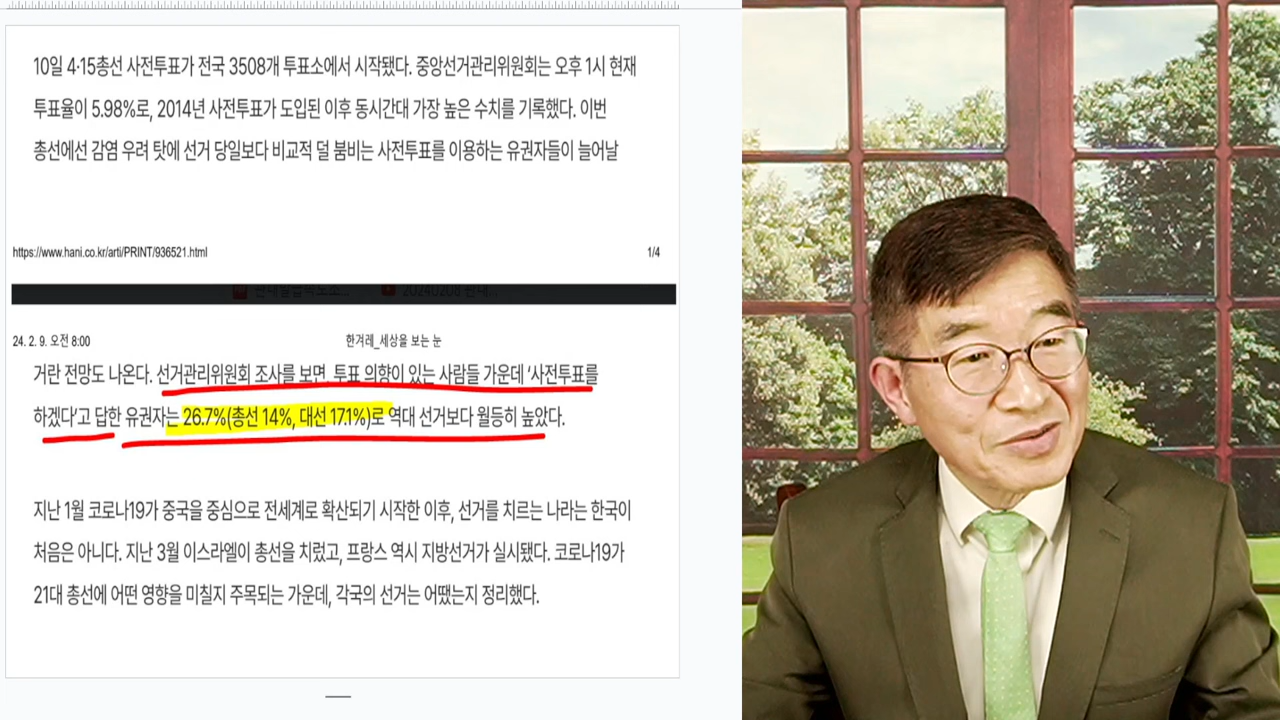 10일 4·15총선 사전투표가 전국 3508개 투표소에서 시작됐다. 중앙선거관리위원회는 오후 1시 현재
투표율이 5.98%로, 2014년 사전투표가 도입된 이후 동시간대 가장 높은 수치를 기록했다. 이번
총선에선 감염 우려 탓에 선거 당일보다 비교적 덜 붐비는 사전투표를 이용하는 유권자들이 늘어날
https://www.hani.co.kr/arti/PRINT/936521.html 1/4
24. 2. 9. 오전 8:00 한겨레_세상을 보는 눈
거란 전망도 나온다. 선거관리위원회 조사를 보면, 투표 의향이 있는 사람들 가운데 ‘사전투표를
하겠다’고 답한 유권자는 26.7%(총선 14%, 대선 17.1%)로 역대 선거보다 월등히 높았다.
지난 1월 코로나19가 중국을 중심으로 전세계로 확산되기 시작한 이후, 선거를 치르는 나라는 한국이
처음은 아니다. 지난 3월 이스라엘이 총선을 치렀고, 프랑스 역시 지방선거가 실시됐다. 코로나19가
21대 총선에 어떤 영향을 미칠지 주목되는 가운데, 각국의 선거는 어땠는지 정리했다.